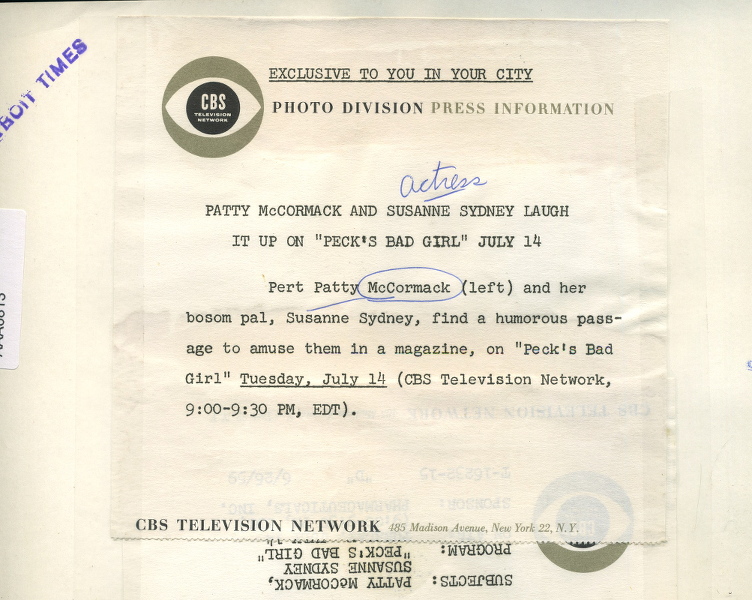 EXCLUSIVE TO YOU IN YOUR CITY
CBS
TELEVISION
NETWORK
PHOTO DIVISION PRESS INFORMATION
TIMES
actress
PATTY McCORMACK AND SUSANNE SYDNEY LAUGH
IT UP ON "PECK'S BAD GIRL" JULY 14
Pert Patty McCormack (left) and her
bosom pal, Susanne Sydney, find a humorous pass-
age to amuse them in a magazine, on "Peck's Bad
Girl" Tuesday, July 14 (CBS Television Network,
9:00-9:30 PM, EDT).
CBS TELEVISION NETWORK 485 Madison Avenue, New York 22, N.Y.
SUBJECTS: PATTY McCORMACK,
SUSANNE SYDNEY
PROGRAM: "PECK'S BAD GIRL"